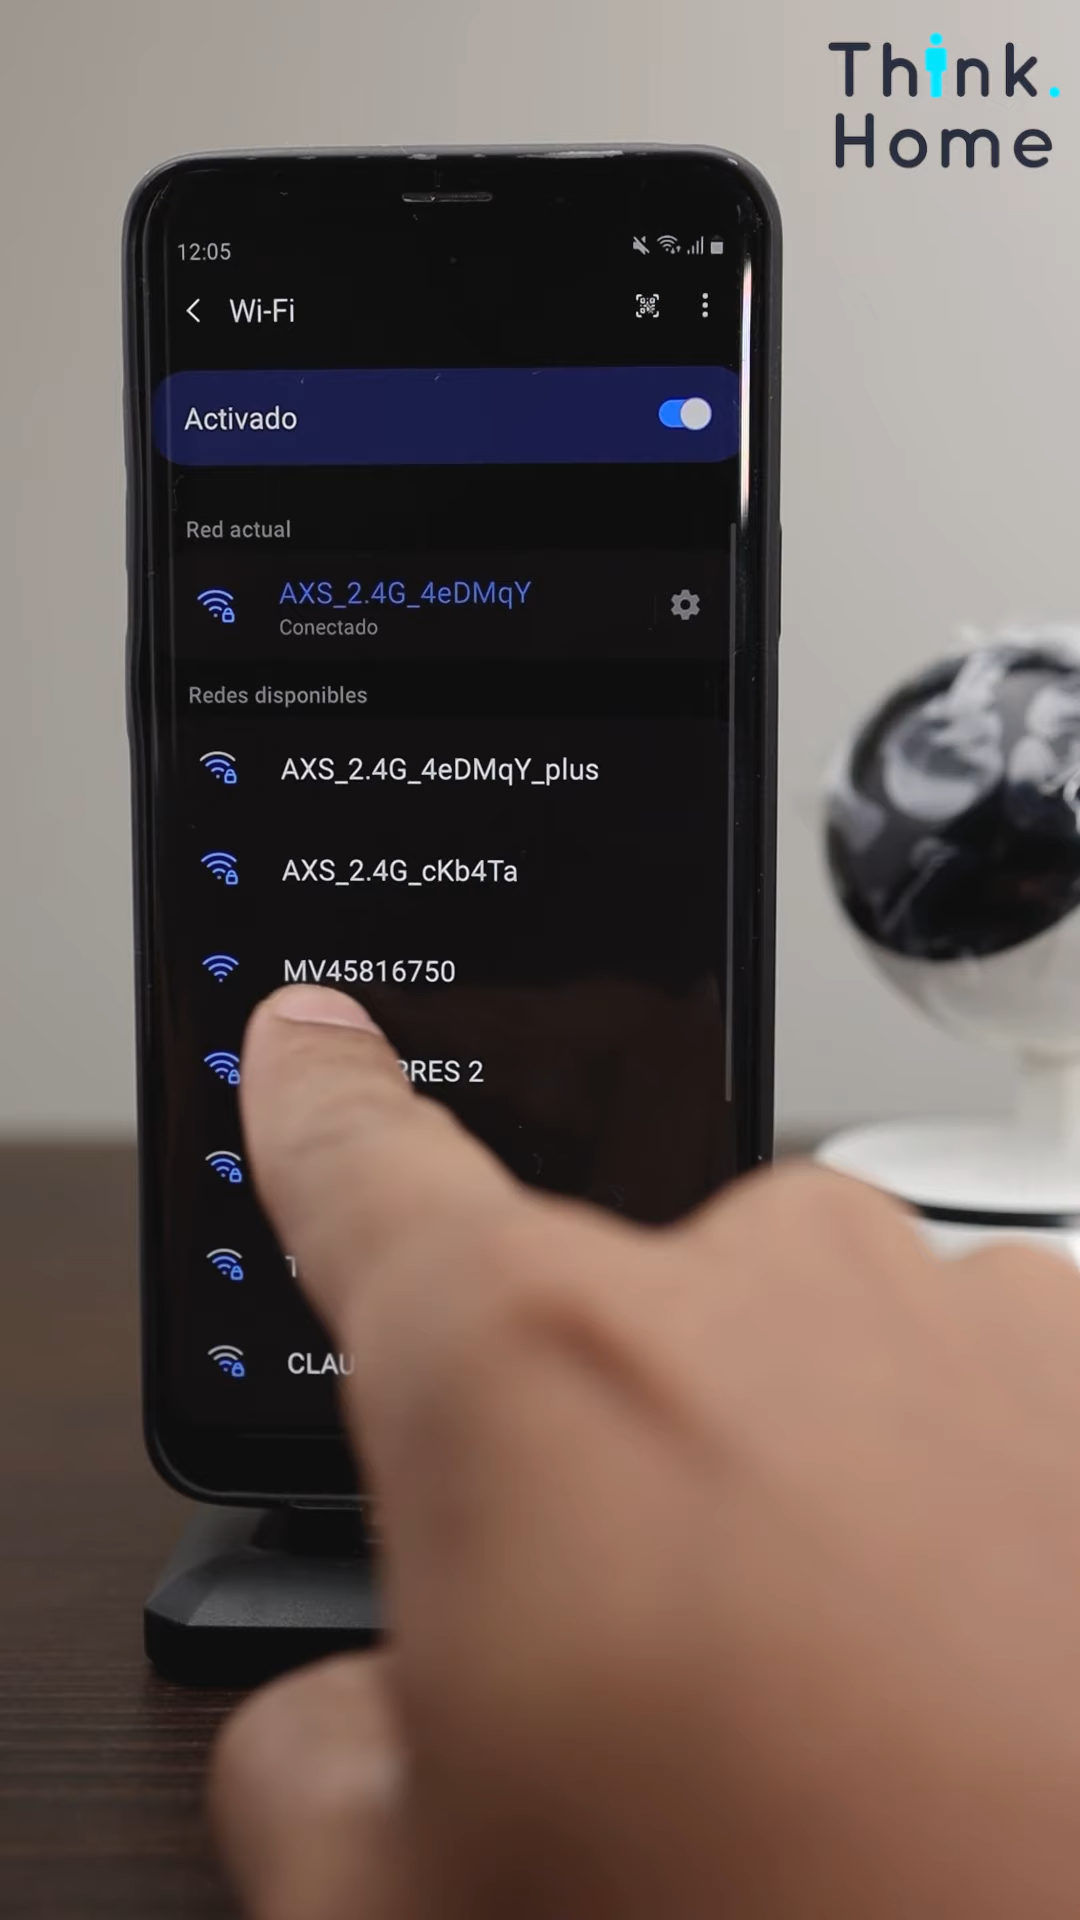 Think.
Home
12:05
Wi-Fi
Activado
Red actual
AXS_2.4G_4eDMqY
Conectado
Redes disponibles
AXS_2.4G_4eDMqY_plus
AXS_2.4G_cKb4Ta
MV45816750
2